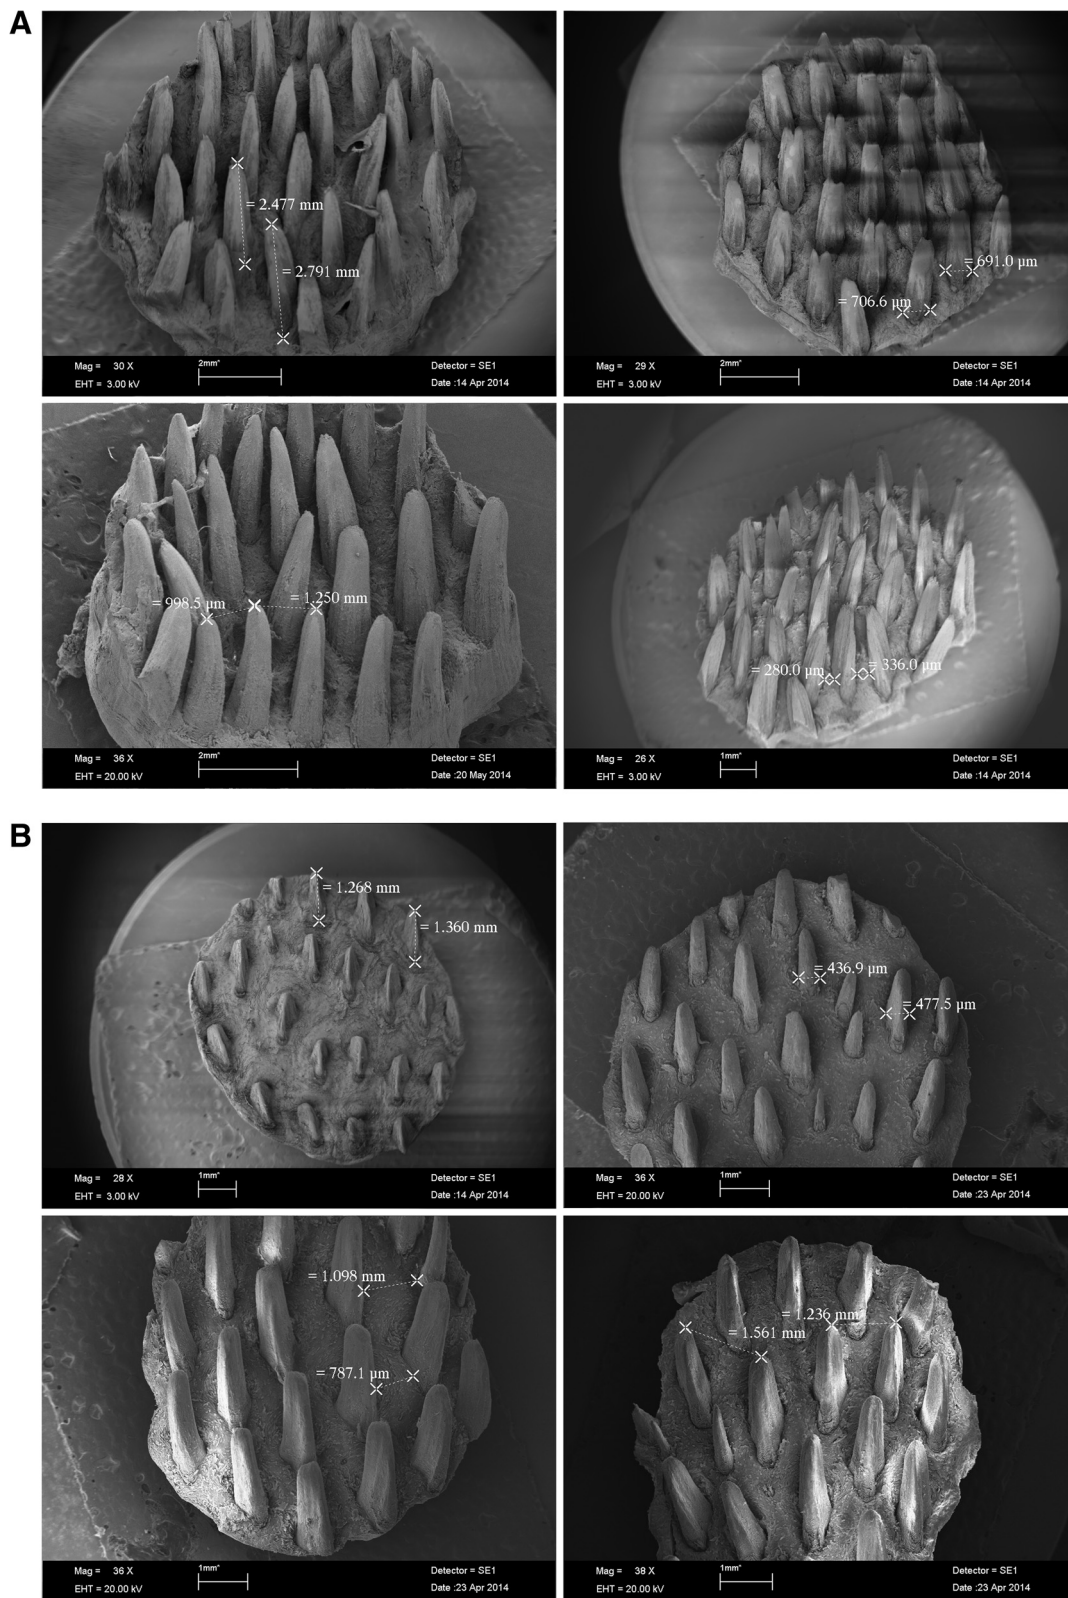 A
= 2.477 mm
= 2.791 mm
Mag = 30 X
2mm*
Detector = SE1
EHT = 3.00 kV
Date :14 Apr 2014
= 691.0 µm
= 706.6 µm
Mag = 29 X
2mm*
Detector = SE1
EHT = 3.00 kV
Date :14 Apr 2014
= 998.5 µm
= 1.250 mm
Mag = 36 X
2mm*
Detector = SE1
EHT = 20.00 kV
Date :20 May 2014
= 280.0 µm
= 336.0 µm
Mag = 26 X
1mm*
Detector = SE1
EHT = 3.00 kV
Date :14 Apr 2014
B
= 1.268 mm
= 1.360 mm
Mag = 28 X
1mm*
Detector = SE1
EHT = 3.00 kV
Date :14 Apr 2014
= 436.9 µm
= 477.5 µm
Mag = 36 X
1mm*
Detector = SE1
EHT = 20.00 kV
Date :23 Apr 2014
= 1.098 mm
= 787.1 µm
Mag = 36 X
1mm*
Detector = SE1
EHT = 20.00 kV
Date :23 Apr 2014
= 1.236 mm
= 1.561 mm
Mag = 38 X
1mm*
Detector = SE1
EHT = 20.00 kV
Date :23 Apr 2014